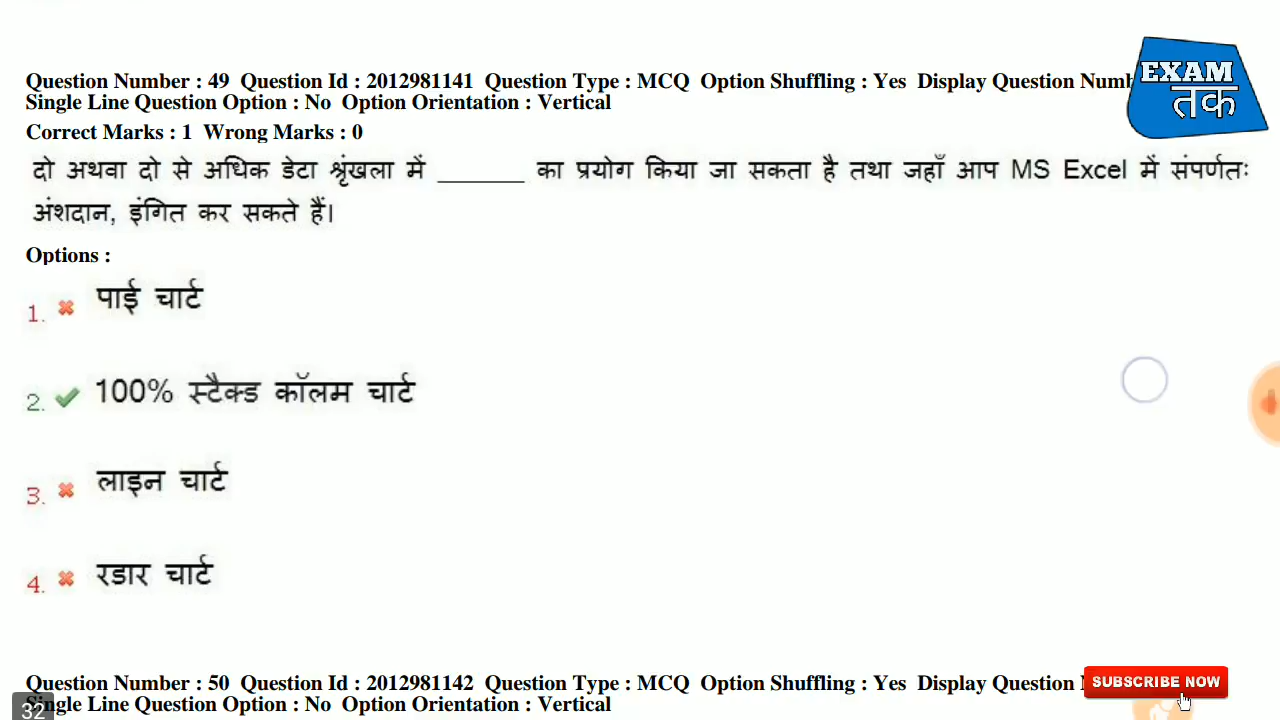 Question Number : 49 Question Id : 2012981141 Question Type : MCQ Option Shuffling : Yes Display Question Numb
EXAM
तक
Single Line Question Option : No Option Orientation : Vertical
Correct Marks : 1 Wrong Marks : 0
दो अथवा दो से अधिक डेटा श्रृंखला में ______ का प्रयोग किया जा सकता है तथा जहाँ आप MS Excel में संपर्णतः
अंशदान, इंगित कर सकते हैं।
Options :
1. पाई चार्ट
2. 100% स्टैक्ड कॉलम चार्ट
3. लाइन चार्ट
4. रडार चार्ट
Question Number : 50 Question Id : 2012981142 Question Type : MCQ Option Shuffling : Yes Display Question
SUBSCRIBE NOW
Single Line Question Option : No Option Orientation : Vertical
32